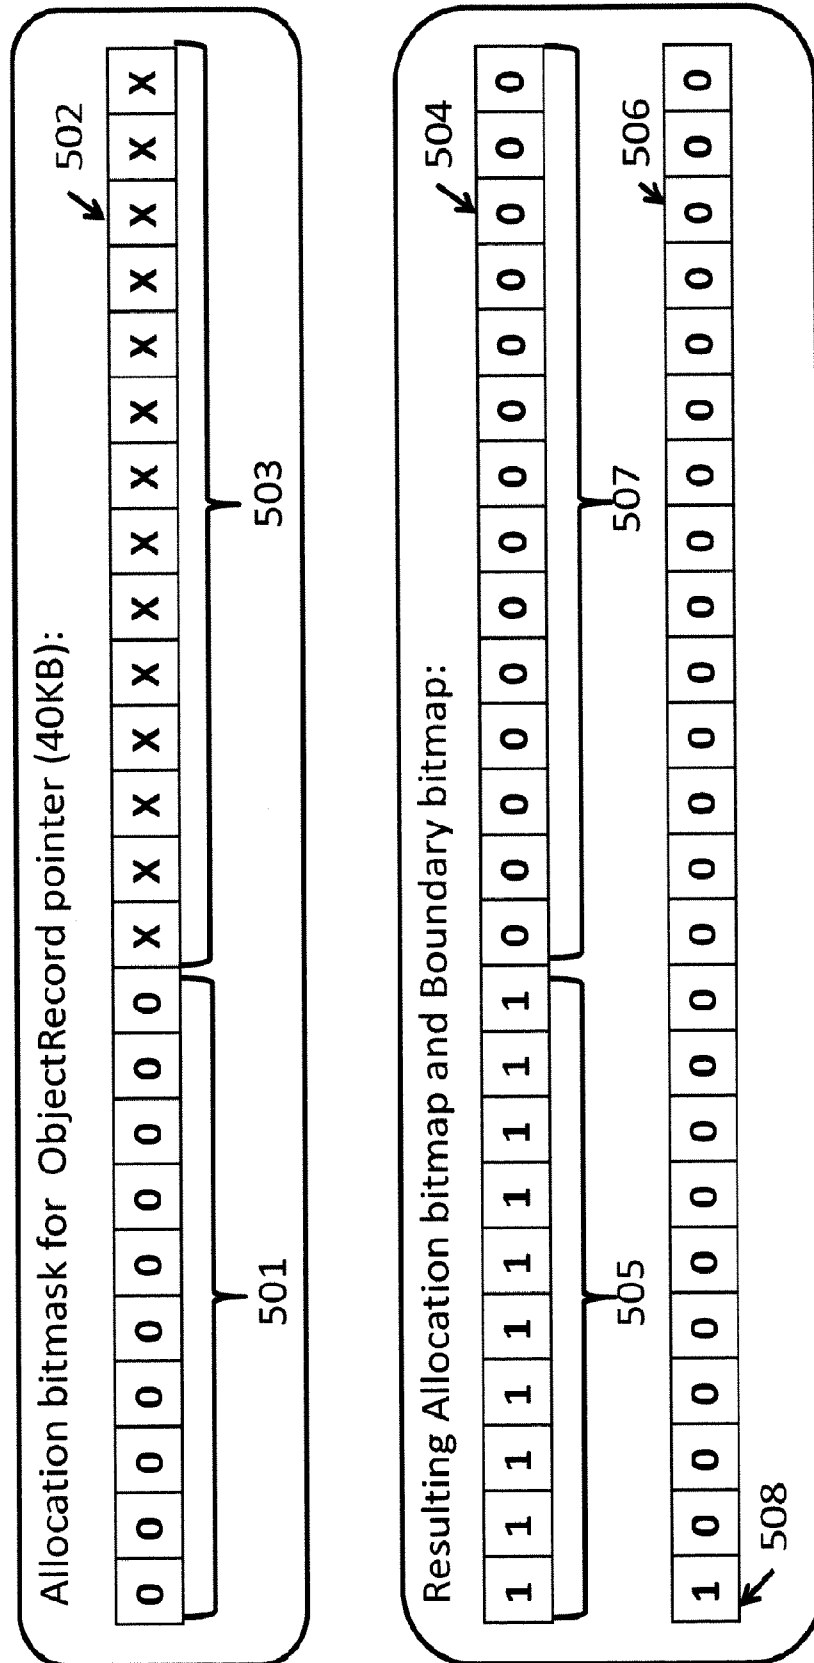 Allocation bitmask for ObjectRecord pointer (40KB):
502
0 0 0 0 0 0 0 0 0 0 X X X X X X X X X X X X X X
501 503
Resulting Allocation bitmap and Boundary bitmap:
504
1 1 1 1 1 1 1 1 1 1 0 0 0 0 0 0 0 0 0 0 0 0 0 0
505 507
506
1 0 0 0 0 0 0 0 0 0 0 0 0 0 0 0 0 0 0 0 0 0 0 0
508